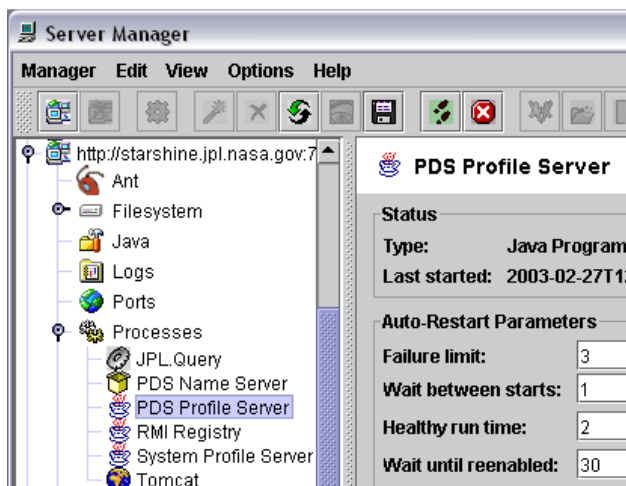 Server Manager
Manager Edit View Options Help
http://starshine.jpl.nasa.gov:7
Ant
Filesystem
Java
Logs
Ports
Processes
JPL.Query
PDS Name Server
PDS Profile Server
RMI Registry
System Profile Server
Tomcat
PDS Profile Server
Status
Type: Java Program
Last started: 2003-02-27T1
Auto-Restart Parameters
Failure limit: 3
Wait between starts: 1
Healthy run time: 2
Wait until reenabled: 30